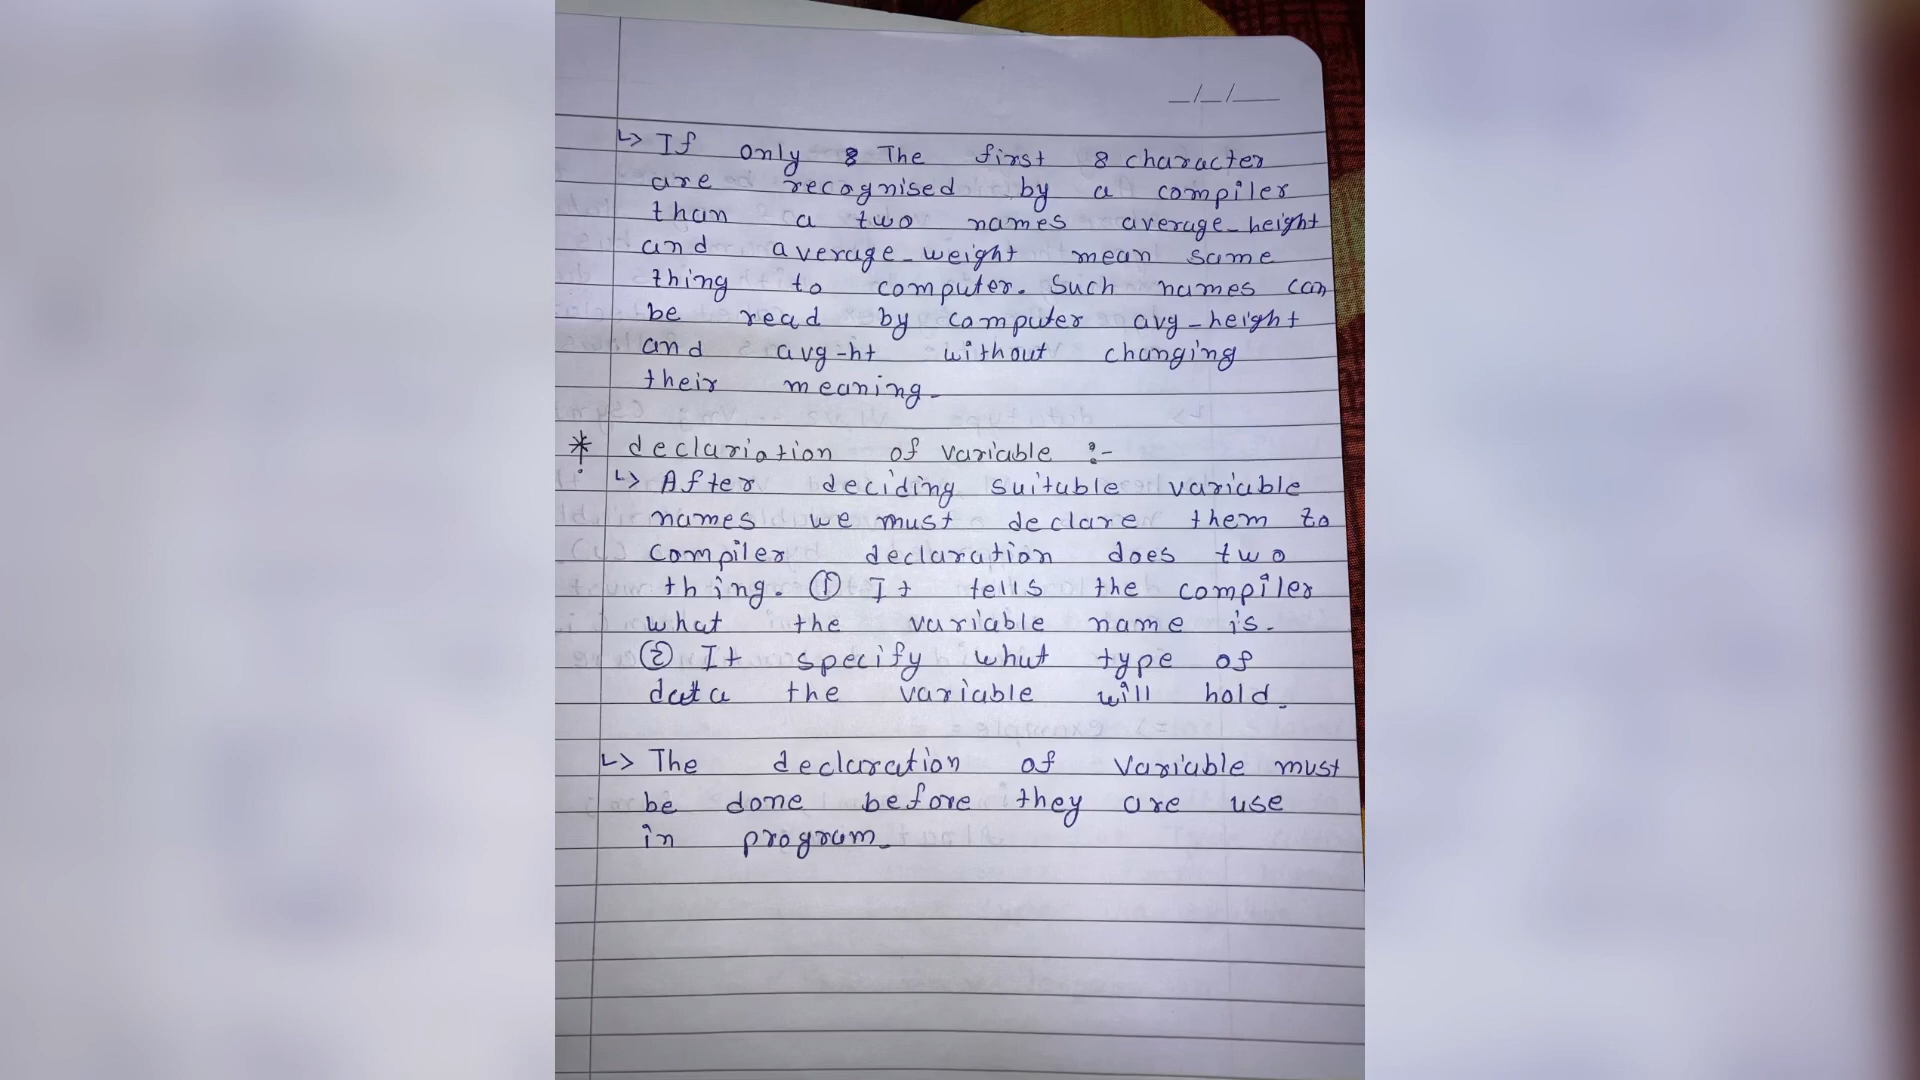 __/__/____
↳ If only 8 The first 8 character
are recognised by a compiler
than a two names average_height
and average_weight mean same
thing to computer. Such names can
be read by computer avg_height
and avg-ht without changing
their meaning.
* declariation of variable :-
↳ After deciding suitable variable
names we must declare them to
compiler declaration does two
thing. ① It tells the compiler
what the variable name is.
② It specify what type of
data the variable will hold.
↳ The declaration of Variable must
be done before they are use
in program.